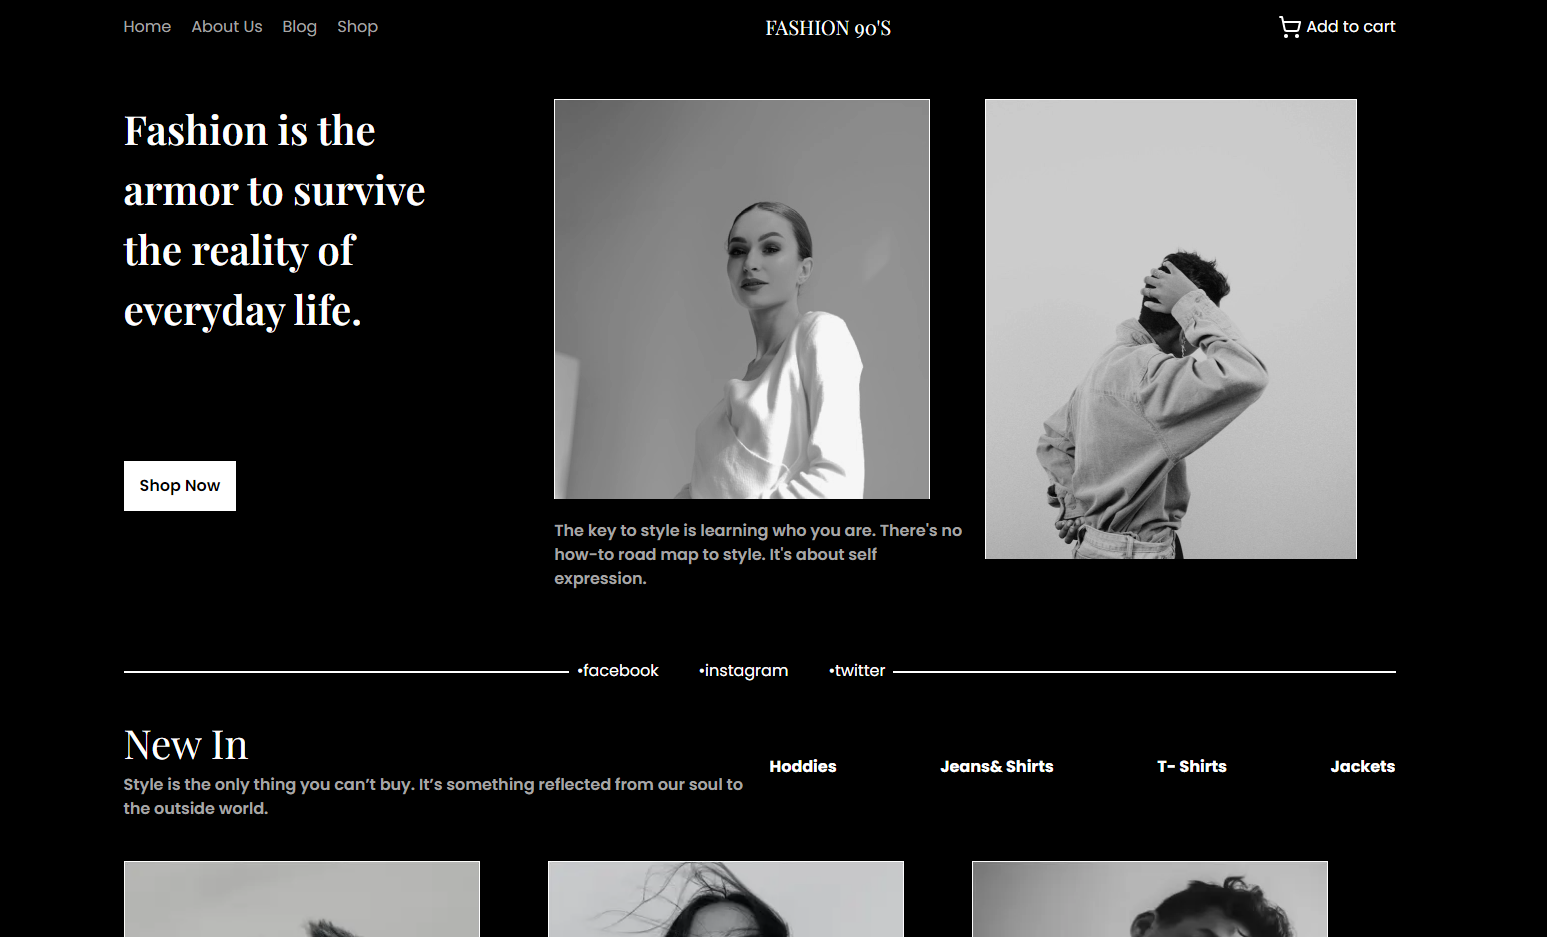 Home About Us Blog Shop
FASHION 90'S
Add to cart
Fashion is the
armor to survive
the reality of
everyday life.
Shop Now
The key to style is learning who you are. There's no
how-to road map to style. It's about self
expression.
•facebook •instagram •twitter
New In
Style is the only thing you can’t buy. It’s something reflected from our soul to
the outside world.
Hoddies Jeans& Shirts T- Shirts Jackets